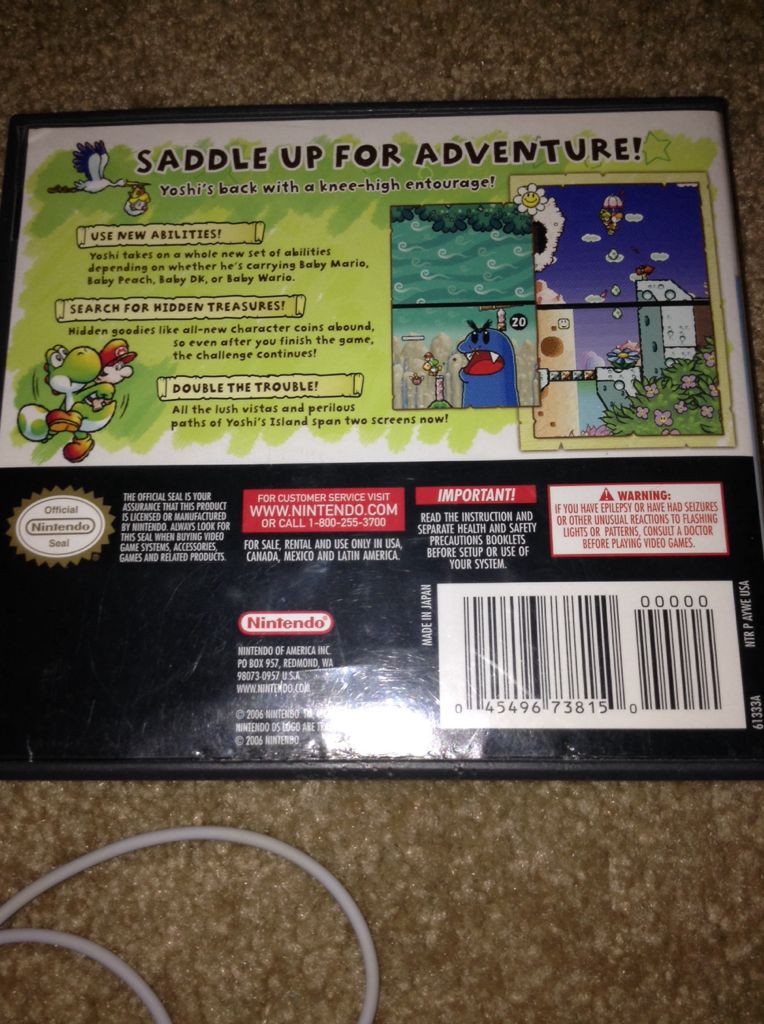 SADDLE UP FOR ADVENTURE!
Yoshi's back with a knee-high entourage!
USE NEW ABILITIES!
Yoshi takes on a whole new set of abilities
depending on whether he's carrying Baby Mario,
Baby Peach, Baby DK, or Baby Wario.
SEARCH FOR HIDDEN TREASURES!
Hidden goodies like all-new character coins abound,
so even after you finish the game,
the challenge continues!
DOUBLE THE TROUBLE!
All the lush vistas and perilous
paths of Yoshi's Island span two screens now!
20
Official
Nintendo
Seal
THE OFFICIAL SEAL IS YOUR
ASSURANCE THAT THIS PRODUCT
IS LICENSED OR MANUFACTURED
BY NINTENDO. ALWAYS LOOK FOR
THIS SEAL WHEN BUYING VIDEO
GAME SYSTEMS, ACCESSORIES,
GAMES AND RELATED PRODUCTS.
FOR CUSTOMER SERVICE VISIT
WWW.NINTENDO.COM
OR CALL 1-800-255-3700
FOR SALE, RENTAL AND USE ONLY IN USA,
CANADA, MEXICO AND LATIN AMERICA.
IMPORTANT!
READ THE INSTRUCTION AND
SEPARATE HEALTH AND SAFETY
PRECAUTIONS BOOKLETS
BEFORE SETUP OR USE OF
YOUR SYSTEM.
WARNING:
IF YOU HAVE EPILEPSY OR HAVE HAD SEIZURES
OR OTHER UNUSUAL REACTIONS TO FLASHING
LIGHTS OR PATTERNS, CONSULT A DOCTOR
BEFORE PLAYING VIDEO GAMES.
Nintendo
NINTENDO OF AMERICA INC.
PO BOX 957, REDMOND, WA
98073-0957 U.S.A.
WWW.NINTENDO.COM
© 2006 NINTENDO.
NINTENDO DS LOGO ARE
© 2006 NINTENDO.
MADE IN JAPAN
00000
0 45496 73815 0
NTR P AYWE USA
61333A